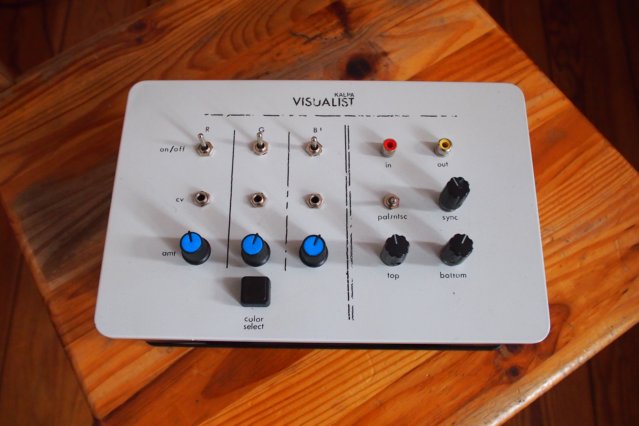 KALPA
VISUALIST
R G B
on/off
in out
cv
pal/ntsc sync
amt
top bottom
color
select